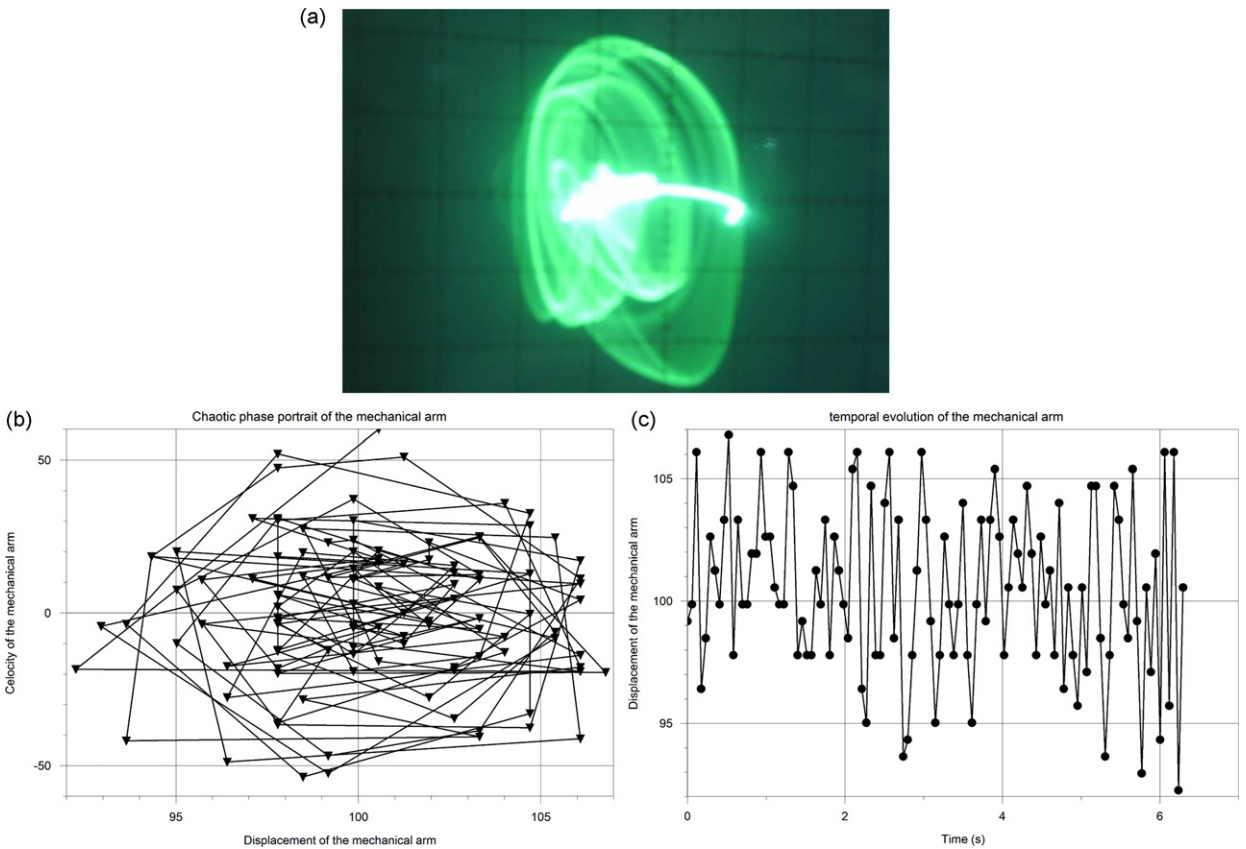 (a)
(b)
Chaotic phase portrait of the mechanical arm
50
0
-50
Celocity of the mechanical arm
95
100
105
Displacement of the mechanical arm
(c)
temporal evolution of the mechanical arm
105
100
95
Displacement of the mechanical arm
0
2
4
6
Time (s)